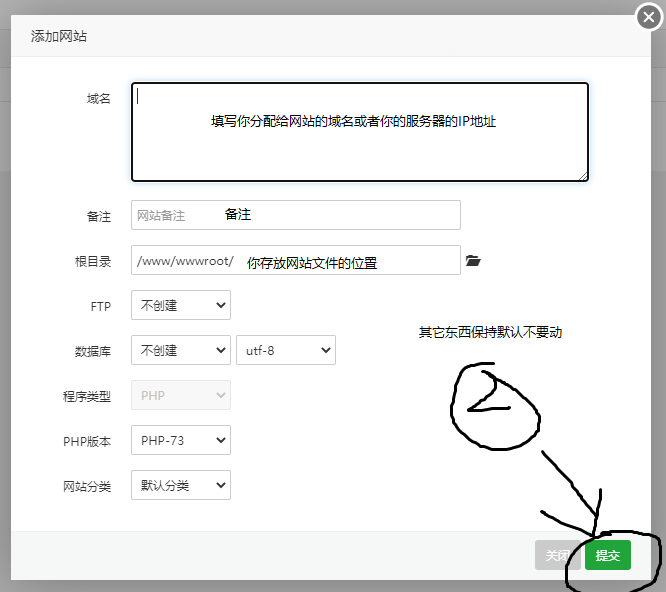 添加网站
域名
填写你分配给网站的域名或者你的服务器的IP地址
备注 网站备注 备注
根目录 /www/wwwroot/ 你存放网站文件的位置
FTP 不创建
其它东西保持默认不要动
数据库 不创建 utf-8
程序类型 PHP
2
PHP版本 PHP-73
网站分类 默认分类
关闭 提交